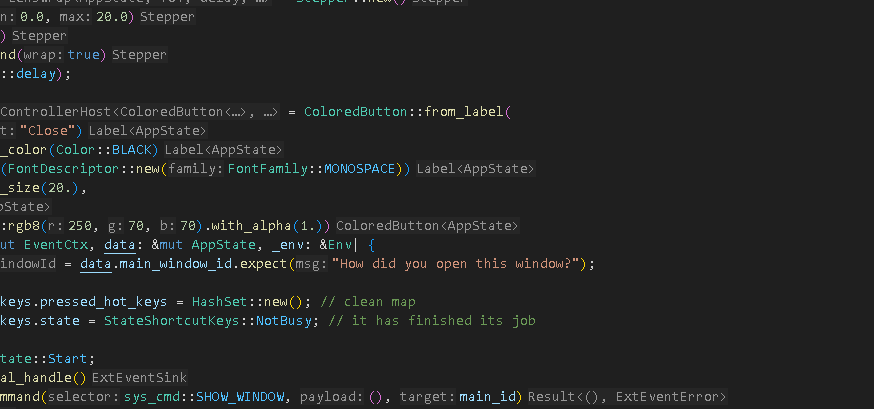 n: 0.0, max: 20.0) Stepper
) Stepper
nd(wrap: true) Stepper
::delay);
ControllerHost<ColoredButton<…>, …> = ColoredButton::from_label(
t: "Close") Label<AppState>
_color(Color::BLACK) Label<AppState>
(FontDescriptor::new(family: FontFamily::MONOSPACE)) Label<AppState>
_size(20.),
pState>
:rgb8(r: 250, g: 70, b: 70).with_alpha(1.)) ColoredButton<AppState>
ut EventCtx, data: &mut AppState, _env: &Env| {
indowId = data.main_window_id.expect(msg: "How did you open this window?");
keys.pressed_hot_keys = HashSet::new(); // clean map
keys.state = StateShortcutKeys::NotBusy; // it has finished its job
tate::Start;
al_handle() ExtEventSink
mmand(selector: sys_cmd::SHOW_WINDOW, payload: (), target: main_id) Result<(), ExtEventError>